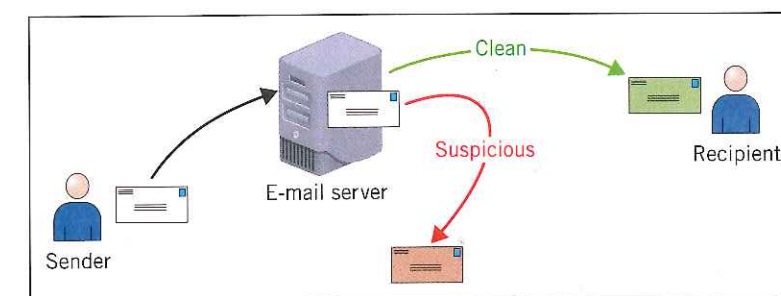 Clean
Suspicious
Recipient
E-mail server
Sender